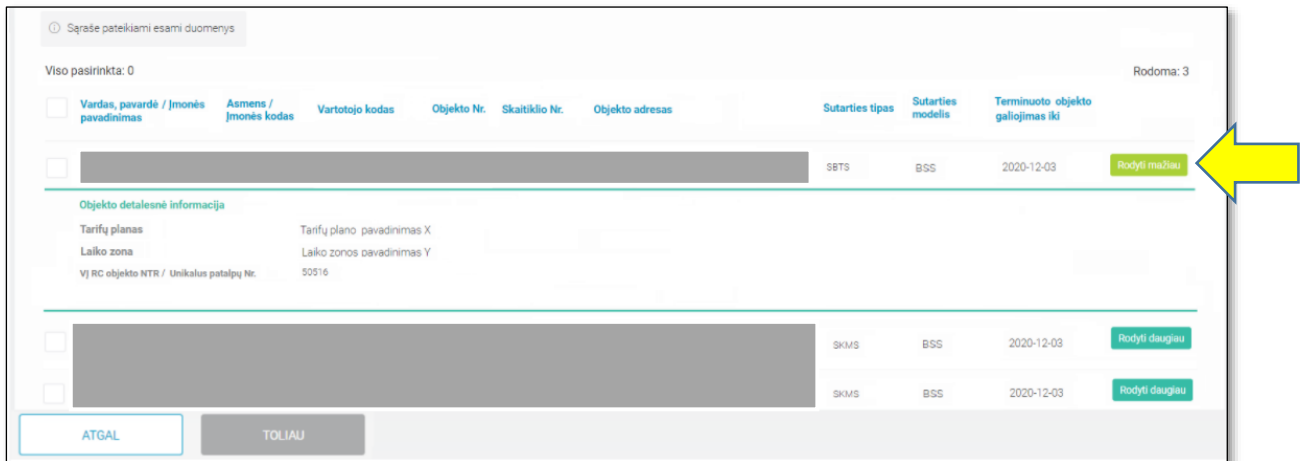 Sąraše pateikiami esami duomenys
Viso pasirinkta: 0
Rodoma: 3
Vardas, pavardė / Įmonės pavadinimas
Asmens / Įmonės kodas
Vartotojo kodas
Objekto Nr.
Skaitiklio Nr.
Objekto adresas
Sutarties tipas
Sutarties modelis
Terminuoto objekto galiojimas iki
SBTS BSS 2020-12-03 Rodyti mažiau
Objekto detalesnė informacija
Tarifų planas Tarifų plano pavadinimas X
Laiko zona Laiko zonos pavadinimas Y
VĮ RC objekto NTR / Unikalus patalpų Nr. 50516
SKMS BSS 2020-12-03 Rodyti daugiau
SKMS BSS 2020-12-03 Rodyti daugiau
ATGAL TOLIAU